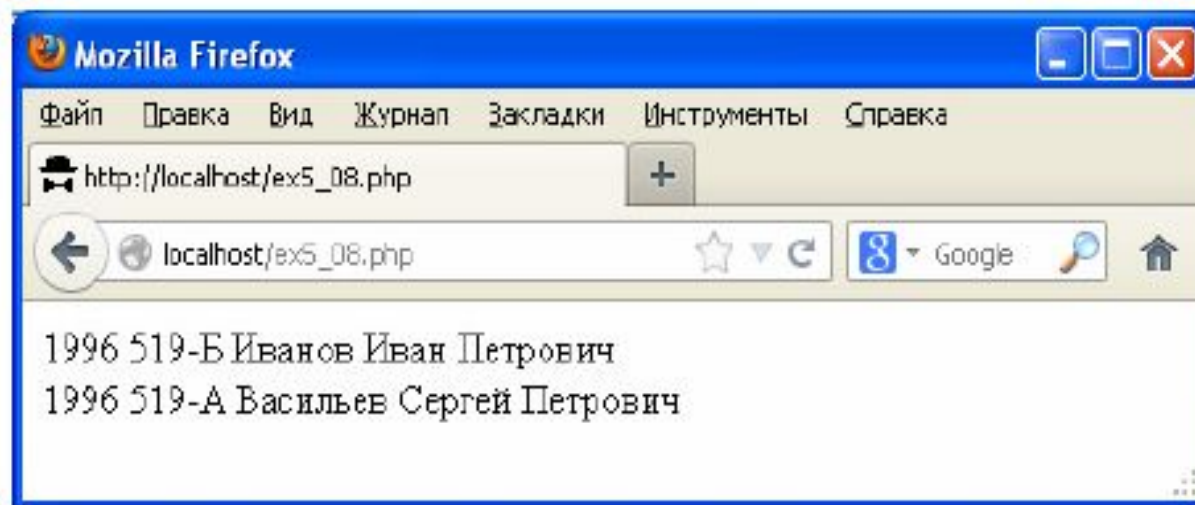 Mozilla Firefox
Файл Правка Вид Журнал Закладки Инструменты Справка
http://localhost/ex5_08.php
localhost/ex5_08.php Google
1996 519-Б Иванов Иван Петрович
1996 519-А Васильев Сергей Петрович